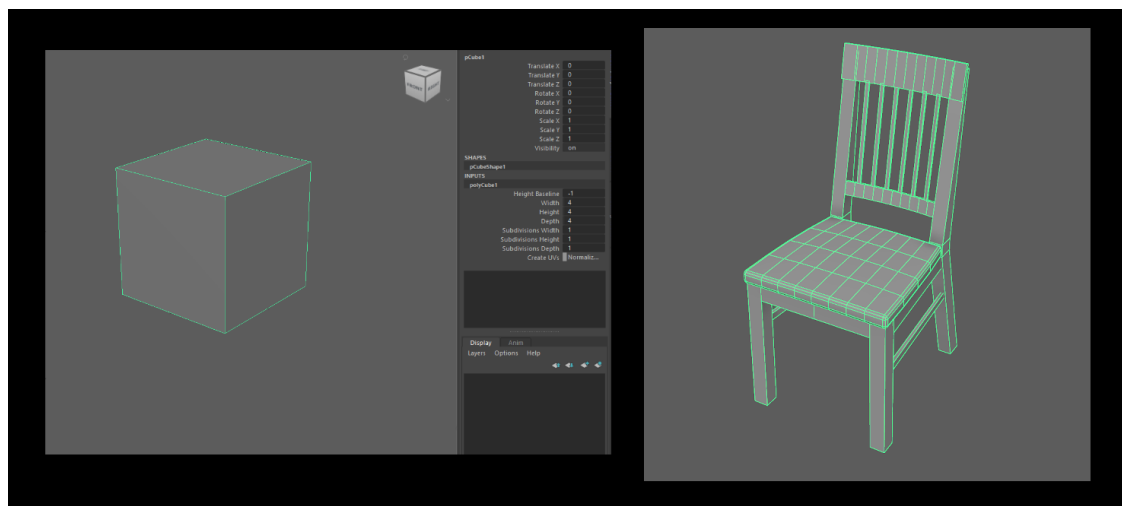 pCube1
Translate X 0
Translate Y 0
Translate Z 0
Rotate X 0
Rotate Y 0
Rotate Z 0
Scale X 1
Scale Y 1
Scale Z 1
Visibility on
SHAPES
pCubeShape1
INPUTS
polyCube1
Height Baseline -1
Width 4
Height 4
Depth 4
Subdivisions Width 1
Subdivisions Height 1
Subdivisions Depth 1
Create UVs Normaliz...
Display Anim
Layers Options Help